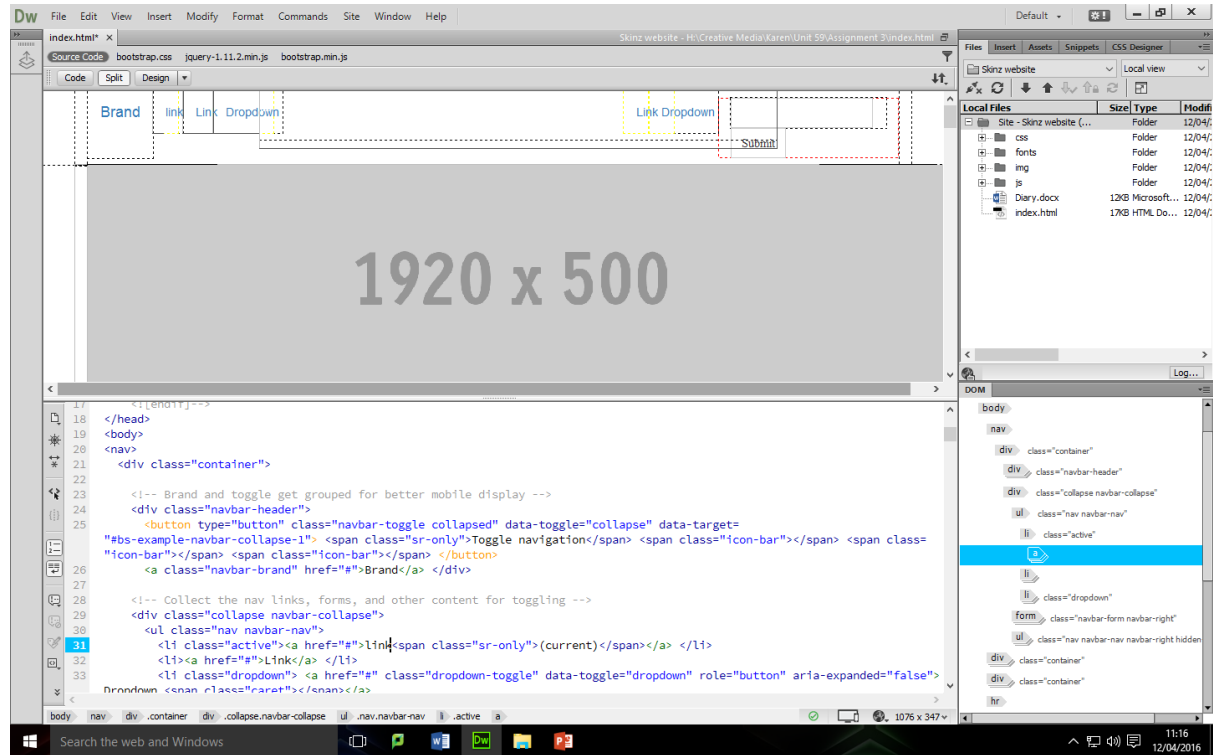 Dw File Edit View Insert Modify Format Commands Site Window Help Default
index.html* × Skinz website - H:\Creative Media\Karen\Unit 59\Assignment 3\index.html
Source Code bootstrap.css jquery-1.11.2.min.js bootstrap.min.js
Code Split Design
Brand link Link Dropdown Link Dropdown
Submit
1920 x 500
17 <![endif]-->
18 </head>
19 <body>
20 <nav>
21 <div class="container">
22
23 <!-- Brand and toggle get grouped for better mobile display -->
24 <div class="navbar-header">
25 <button type="button" class="navbar-toggle collapsed" data-toggle="collapse" data-target=
"#bs-example-navbar-collapse-1"> <span class="sr-only">Toggle navigation</span> <span class="icon-bar"></span> <span class=
"icon-bar"></span> <span class="icon-bar"></span> </button>
26 <a class="navbar-brand" href="#">Brand</a> </div>
27
28 <!-- Collect the nav links, forms, and other content for toggling -->
29 <div class="collapse navbar-collapse">
30 <ul class="nav navbar-nav">
31 <li class="active"><a href="#">link<span class="sr-only">(current)</span></a> </li>
32 <li><a href="#">Link</a> </li>
33 <li class="dropdown"> <a href="#" class="dropdown-toggle" data-toggle="dropdown" role="button" aria-expanded="false">
Dropdown <span class="caret"></span></a>
body nav div .container div .collapse.navbar-collapse ul .nav.navbar-nav li .active a 1076 x 347
Files Insert Assets Snippets CSS Designer
Skinz website Local view
Local Files Size Type Modifi
Site - Skinz website (... Folder 12/04/
css Folder 12/04/
fonts Folder 12/04/
img Folder 12/04/
js Folder 12/04/
Diary.docx 12KB Microsoft... 12/04/
index.html 17KB HTML Do... 12/04/
Log...
DOM
body
nav
div class="container"
div class="navbar-header"
div class="collapse navbar-collapse"
ul class="nav navbar-nav"
li class="active"
a
li
li class="dropdown"
form class="navbar-form navbar-right"
ul class="nav navbar-nav navbar-right hidden
div class="container"
div class="container"
hr
Search the web and Windows
11:16
12/04/2016